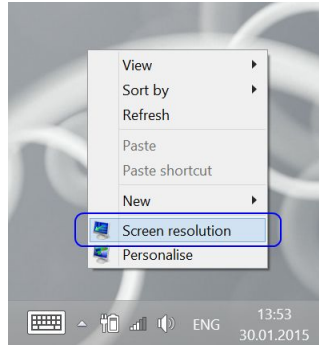 View
Sort by
Refresh
Paste
Paste shortcut
New
Screen resolution
Personalise
ENG
13:53
30.01.2015